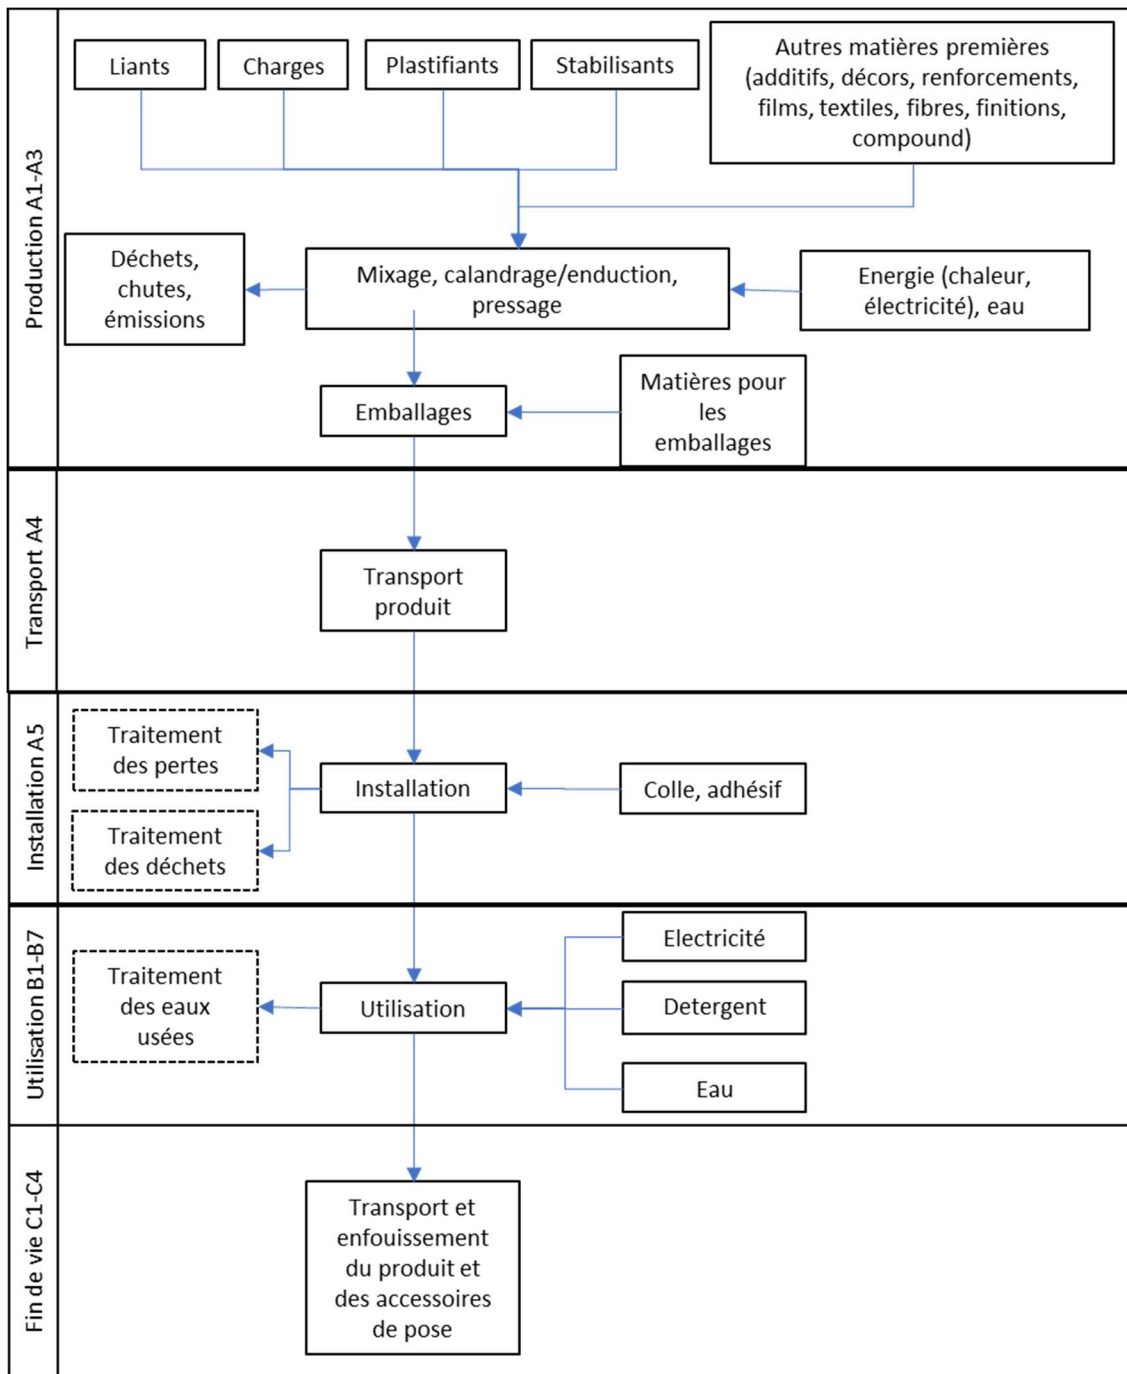 Production A1-A3
Liants
Charges
Plastifiants
Stabilisants
Autres matières premières
(additifs, décors, renforcements,
films, textiles, fibres, finitions,
compound)
Déchets,
chutes,
émissions
Mixage, calandrage/enduction,
pressage
Energie (chaleur,
électricité), eau
Emballages
Matières pour
les
emballages
Transport A4
Transport
produit
Installation A5
Traitement
des pertes
Installation
Colle, adhésif
Traitement
des déchets
Utilisation B1-B7
Traitement
des eaux
usées
Utilisation
Electricité
Detergent
Eau
Fin de vie C1-C4
Transport et
enfouissement
du produit et
des accessoires
de pose